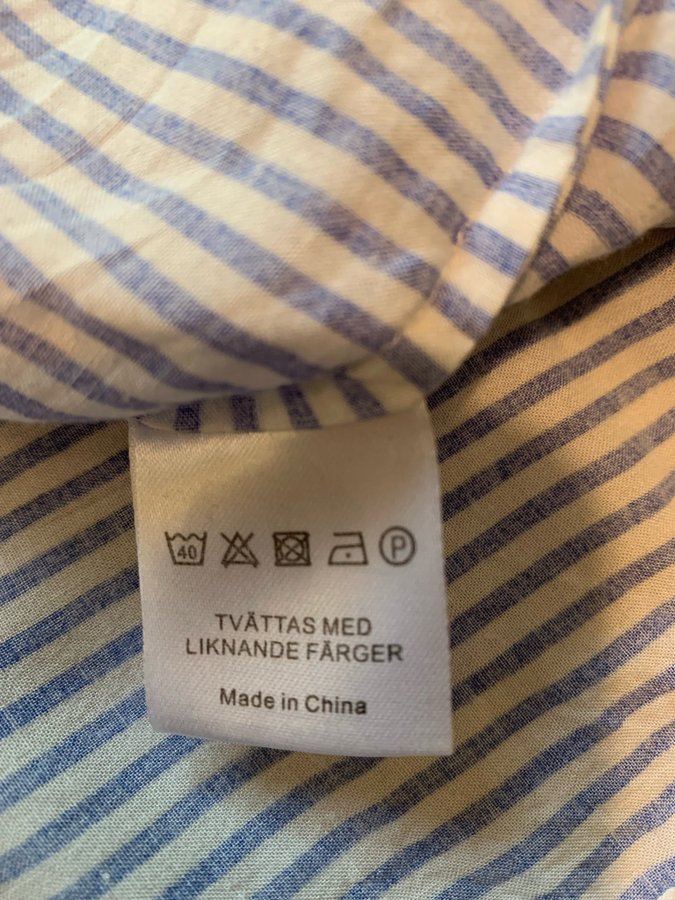 40 P
TVÄTTAS MED
LIKNANDE FÄRGER
Made in China